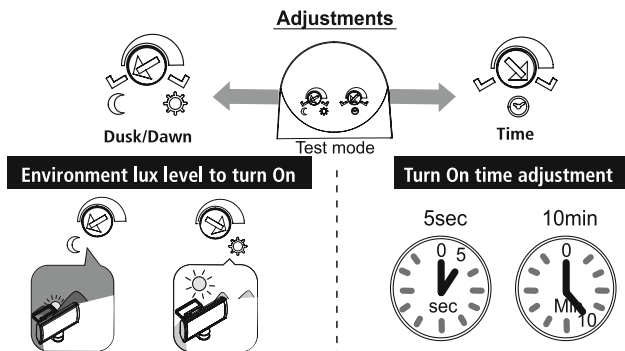 Adjustments
Dusk/Dawn
Test mode
Time
Environment lux level to turn On
Turn On time adjustment
5sec
10min
0 5
sec
0
Min
10